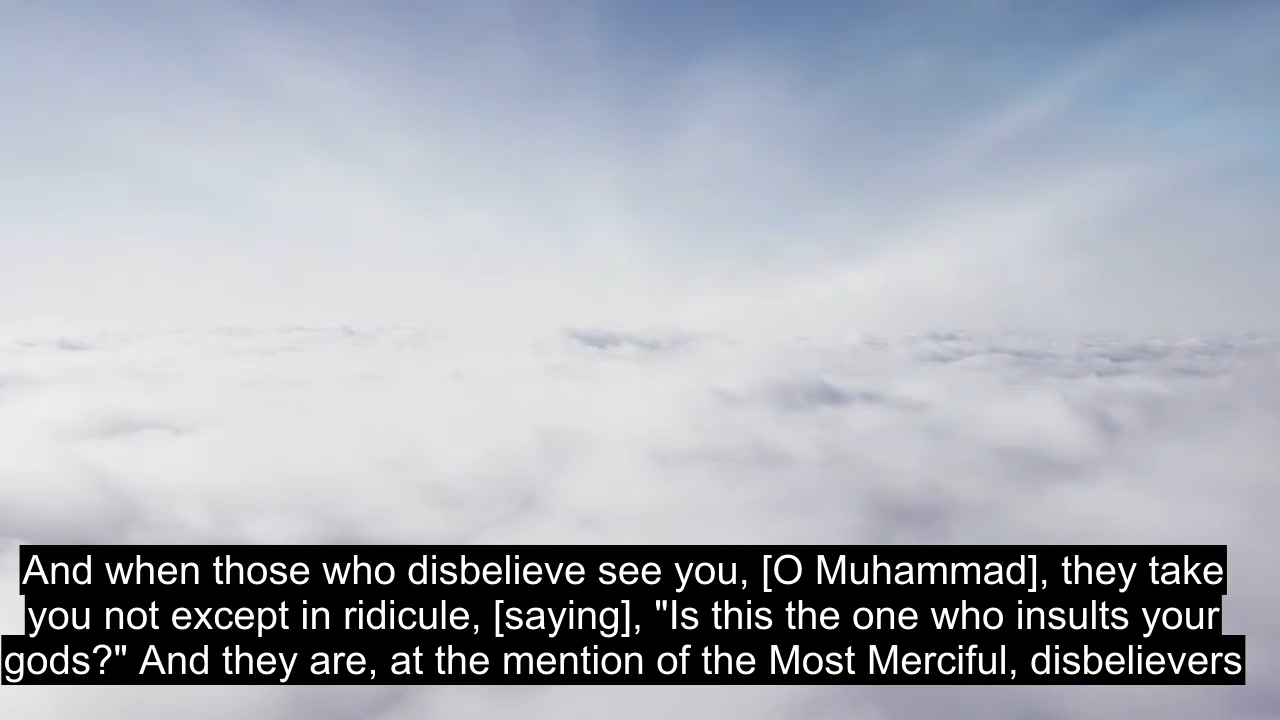 And when those who disbelieve see you, [O Muhammad], they take
you not except in ridicule, [saying], "Is this the one who insults your
gods?" And they are, at the mention of the Most Merciful, disbelievers